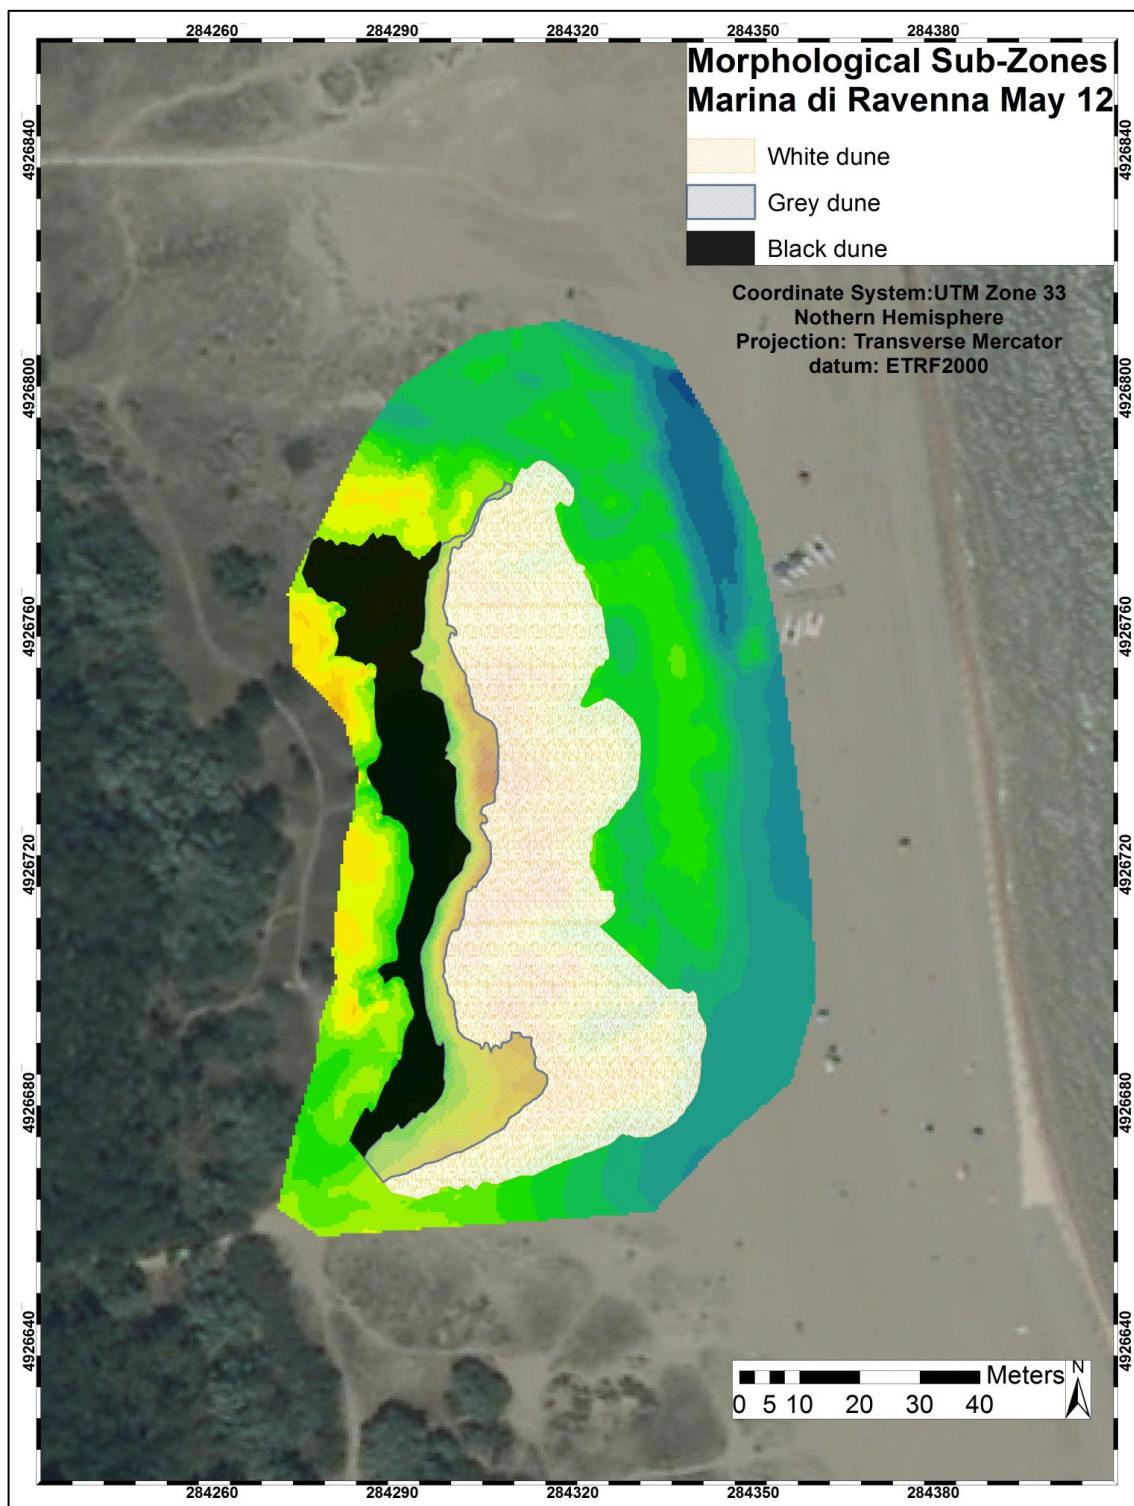 284260 284290 284320 284350 284380
Morphological Sub-Zones
Marina di Ravenna May 12
White dune
Grey dune
Black dune
Coordinate System:UTM Zone 33
Nothern Hemisphere
Projection: Transverse Mercator
datum: ETRF2000
4926840 4926840
4926800 4926800
4926760 4926760
4926720 4926720
4926680 4926680
4926640 4926640
Meters N
0 5 10 20 30 40
284260 284290 284320 284350 284380